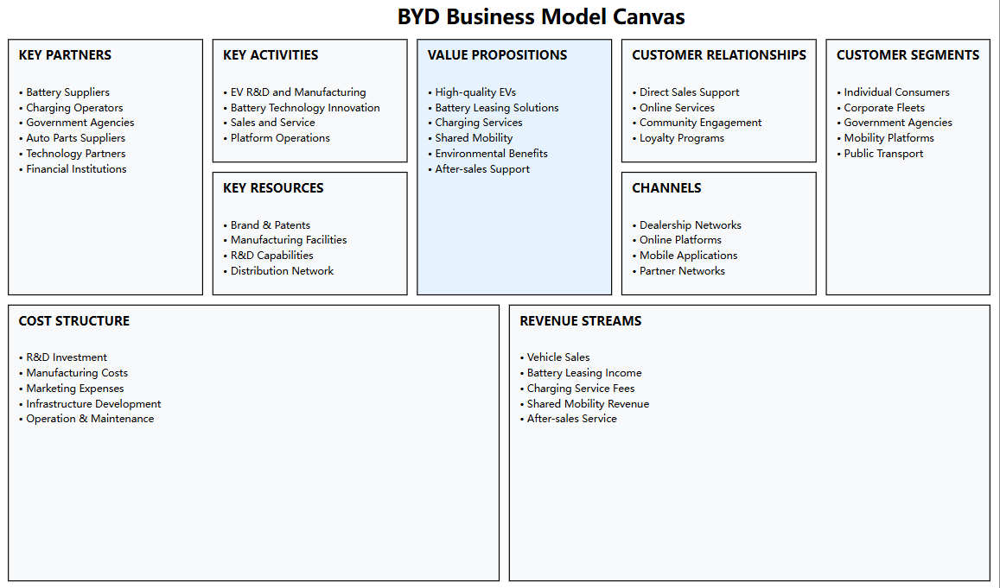 BYD Business Model Canvas
KEY PARTNERS
• Battery Suppliers
• Charging Operators
• Government Agencies
• Auto Parts Suppliers
• Technology Partners
• Financial Institutions
KEY ACTIVITIES
• EV R&D and Manufacturing
• Battery Technology Innovation
• Sales and Service
• Platform Operations
KEY RESOURCES
• Brand & Patents
• Manufacturing Facilities
• R&D Capabilities
• Distribution Network
VALUE PROPOSITIONS
• High-quality EVs
• Battery Leasing Solutions
• Charging Services
• Shared Mobility
• Environmental Benefits
• After-sales Support
CUSTOMER RELATIONSHIPS
• Direct Sales Support
• Online Services
• Community Engagement
• Loyalty Programs
CHANNELS
• Dealership Networks
• Online Platforms
• Mobile Applications
• Partner Networks
CUSTOMER SEGMENTS
• Individual Consumers
• Corporate Fleets
• Government Agencies
• Mobility Platforms
• Public Transport
COST STRUCTURE
• R&D Investment
• Manufacturing Costs
• Marketing Expenses
• Infrastructure Development
• Operation & Maintenance
REVENUE STREAMS
• Vehicle Sales
• Battery Leasing Income
• Charging Service Fees
• Shared Mobility Revenue
• After-sales Service